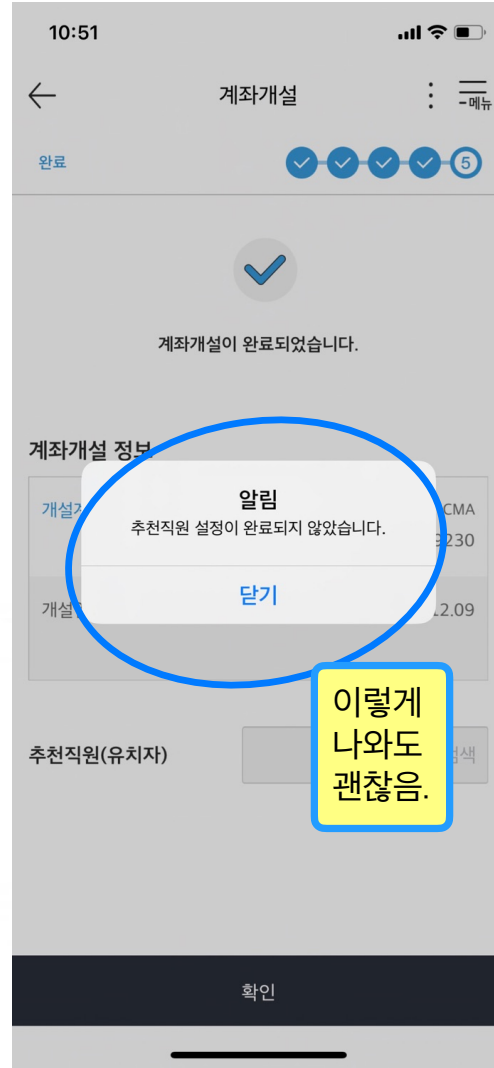 10:51
계좌개설
-메뉴
완료
5
계좌개설이 완료되었습니다.
계좌개설 정보
알림
추천직원 설정이 완료되지 않았습니다.
닫기
CMA
9230
2.09
이렇게
나와도
괜찮음.
추천직원(유치자)
확인